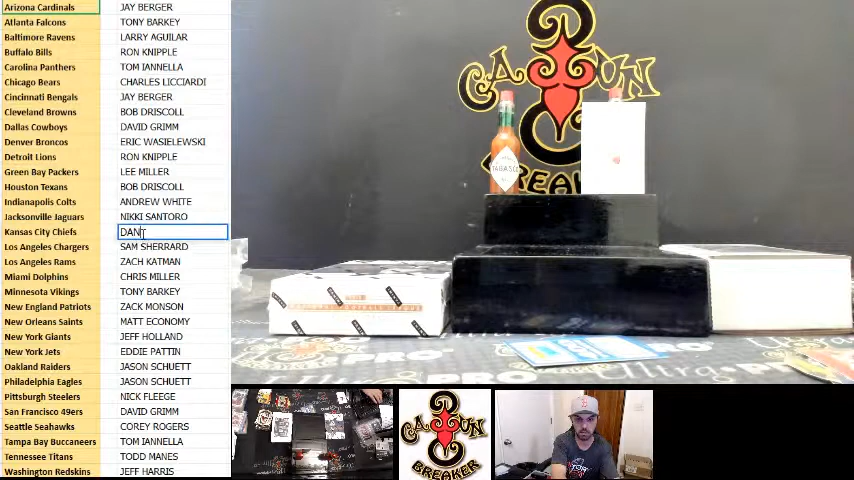 Arizona Cardinals JAY BERGER
Atlanta Falcons TONY BARKEY
Baltimore Ravens LARRY AGUILAR
Buffalo Bills RON KNIPPLE
Carolina Panthers TOM IANNELLA
Chicago Bears CHARLES LICCIARDI
Cincinnati Bengals JAY BERGER
Cleveland Browns BOB DRISCOLL
Dallas Cowboys DAVID GRIMM
Denver Broncos ERIC WASIELEWSKI
Detroit Lions RON KNIPPLE
Green Bay Packers LEE MILLER
Houston Texans BOB DRISCOLL
Indianapolis Colts ANDREW WHITE
Jacksonville Jaguars NIKKI SANTORO
Kansas City Chiefs DAN
Los Angeles Chargers SAM SHERRARD
Los Angeles Rams ZACH KATMAN
Miami Dolphins CHRIS MILLER
Minnesota Vikings TONY BARKEY
New England Patriots ZACK MONSON
New Orleans Saints MATT ECONOMY
New York Giants JEFF HOLLAND
New York Jets EDDIE PATTIN
Oakland Raiders JASON SCHUETT
Philadelphia Eagles JASON SCHUETT
Pittsburgh Steelers NICK FLEEGE
San Francisco 49ers DAVID GRIMM
Seattle Seahawks COREY ROGERS
Tampa Bay Buccaneers TOM IANNELLA
Tennessee Titans TODD MANES
Washington Redskins JEFF HARRIS
CAJUN
BREAKER
TABASCO
PRO
Ultra PRO
CAJUN
BREAKER